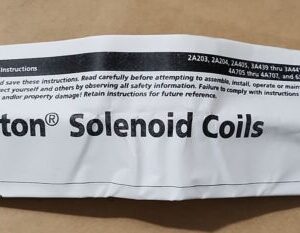 Instructions
2A203, 2A204, 2A405, 3A439 thru 3A44
4A705 thru 4A707, and 6
d save these instructions. Read carefully before attempting to assemble, install, operate or main
ect yourself and others by observing all safety information. Failure to comply with instructions
and/or property damage! Retain instructions for future reference.
ton® Solenoid Coils